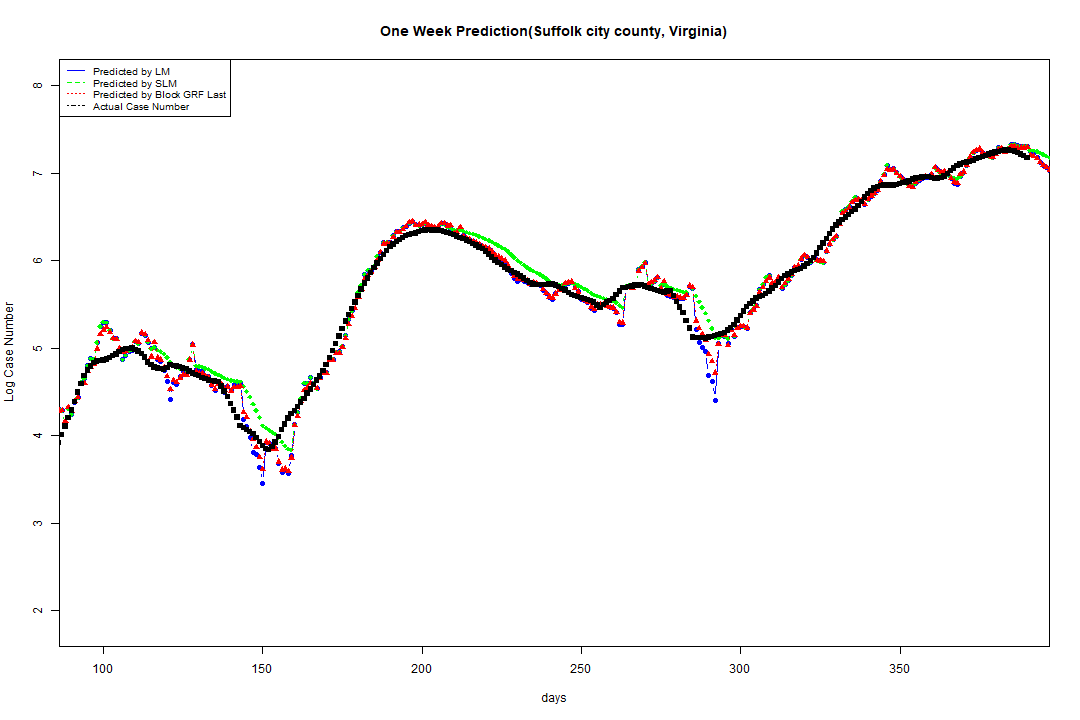 One Week Prediction(Suffolk city county, Virginia)
Predicted by LM
Predicted by SLM
Predicted by Block GRF Last
Actual Case Number
8
7
6
5
4
3
2
Log Case Number
100 150 200 250 300 350
days